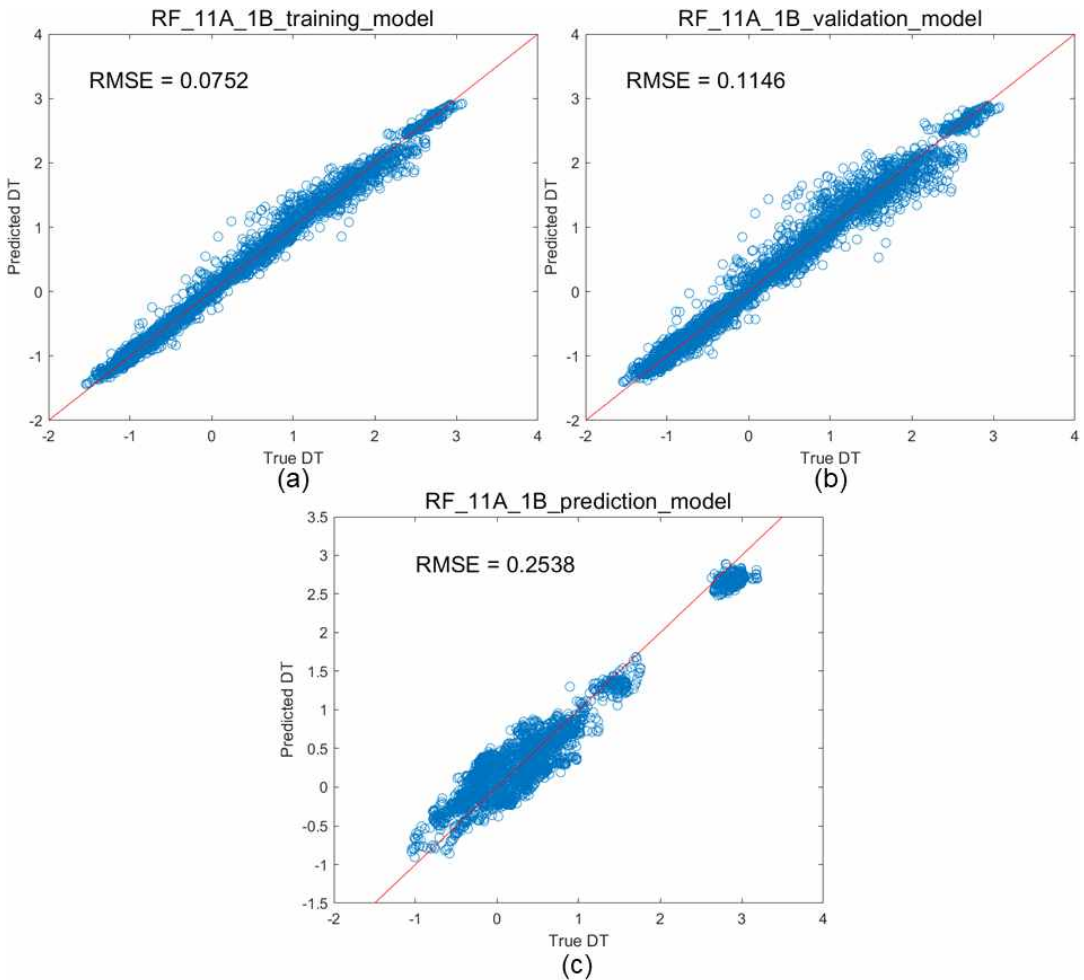 RF_11A_1B_training_model
RMSE = 0.0752
4
3
2
1
0
-1
-2
Predicted DT
-2 -1 0 1 2 3 4
True DT
(a)
RF_11A_1B_validation_model
RMSE = 0.1146
4
3
2
1
0
-1
-2
Predicted DT
-2 -1 0 1 2 3 4
True DT
(b)
RF_11A_1B_prediction_model
RMSE = 0.2538
3.5
3
2.5
2
1.5
1
0.5
0
-0.5
-1
-1.5
Predicted DT
-2 -1 0 1 2 3 4
True DT
(c)